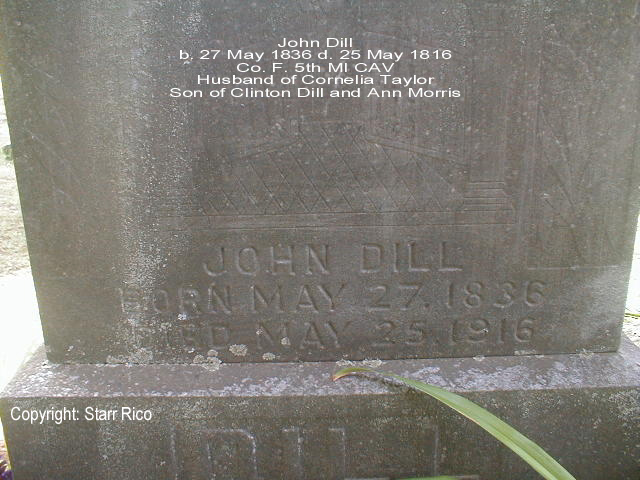 John Dill
b. 27 May 1836 d. 25 May 1816
Co. F. 5th MI CAV
Husband of Cornelia Taylor
Son of Clinton Dill and Ann Morris
JOHN DILL
BORN MAY 27. 1836
DIED MAY 25. 1916
Copyright: Starr Rico
DILL